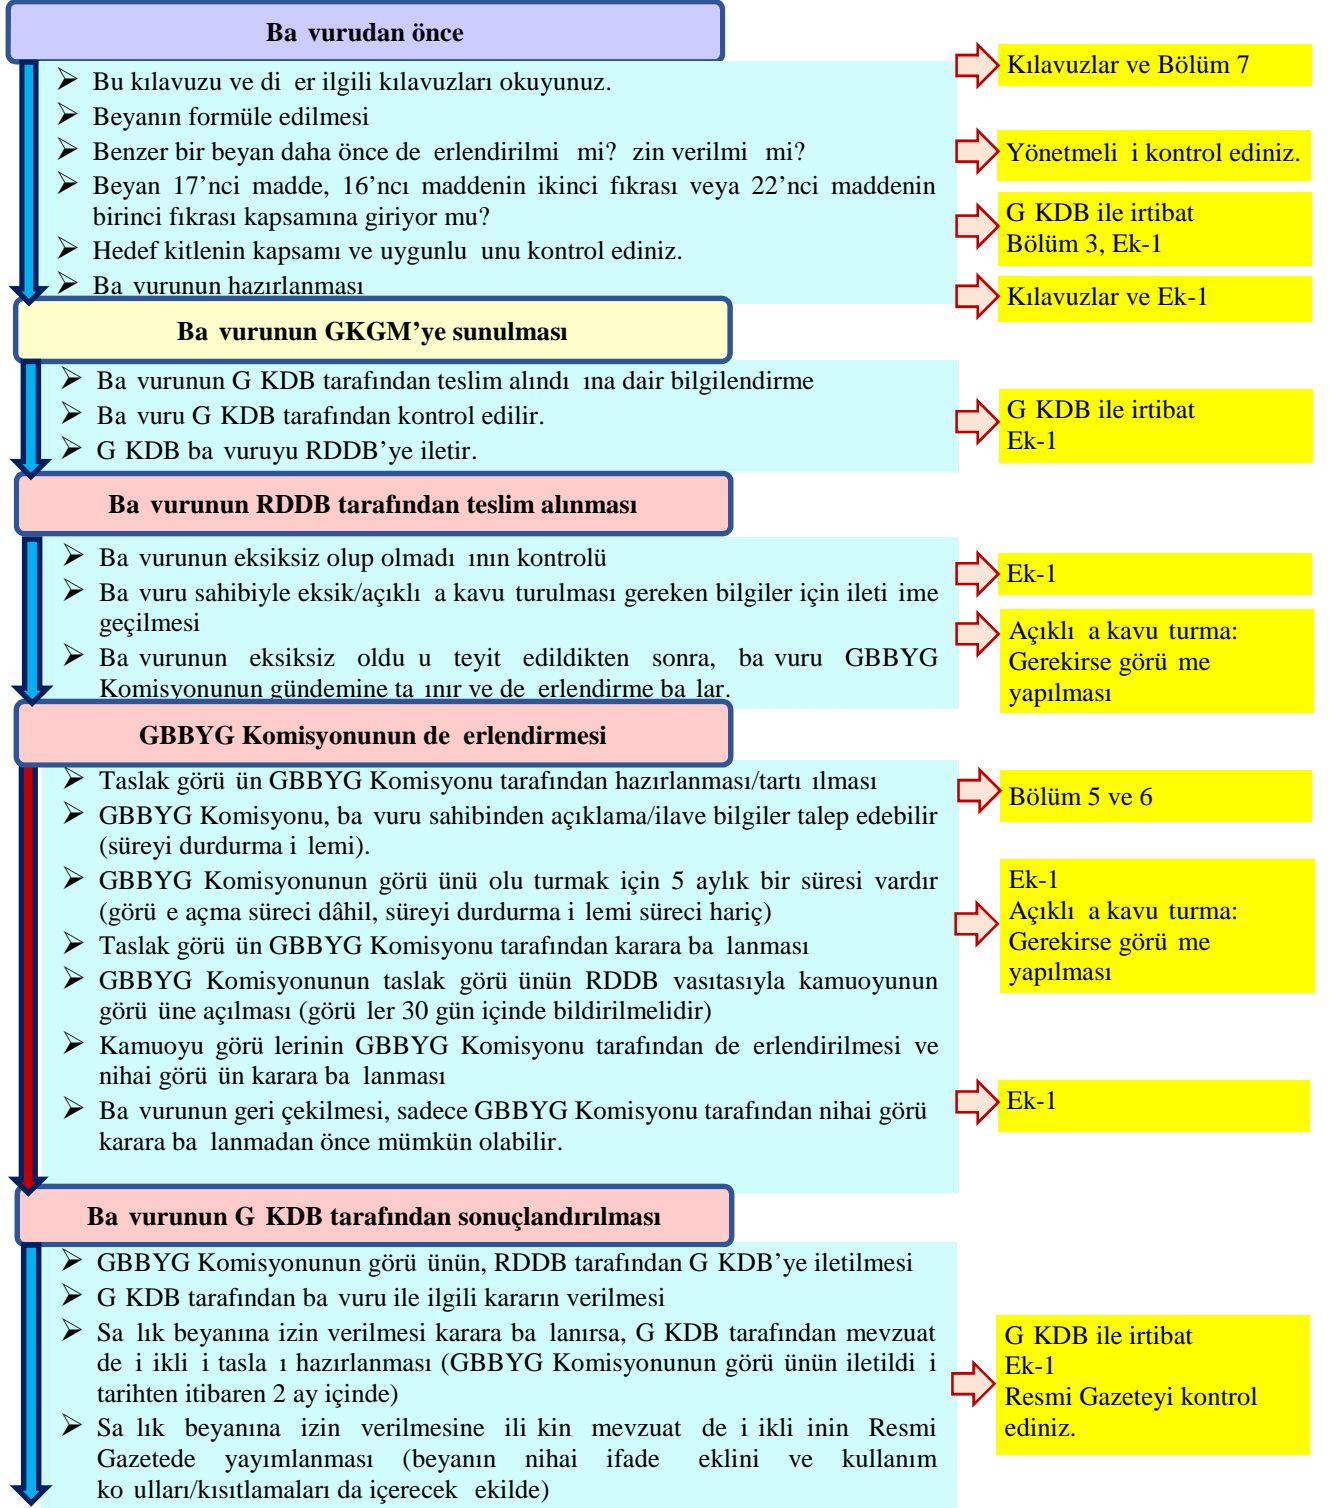 Ba vurudan önce
Bu kılavuzu ve di er ilgili kılavuzları okuyunuz.
Beyanın formüle edilmesi
Benzer bir beyan daha önce de erlendirilmi mi? zin verilmi mi?
Beyan 17’nci madde, 16’ncı maddenin ikinci fıkrası veya 22’nci maddenin
birinci fıkrası kapsamına giriyor mu?
Hedef kitlenin kapsamı ve uygunlu unu kontrol ediniz.
Ba vurunun hazırlanması
Kılavuzlar ve Bölüm 7
Yönetmeli i kontrol ediniz.
G KDB ile irtibat
Bölüm 3, Ek-1
Kılavuzlar ve Ek-1
Ba vurunun GKGM’ye sunulması
Ba vurunun G KDB tarafından teslim alındı ına dair bilgilendirme
Ba vuru G KDB tarafından kontrol edilir.
G KDB ba vuruyu RDDB’ye iletir.
G KDB ile irtibat
Ek-1
Ba vurunun RDDB tarafından teslim alınması
Ba vurunun eksiksiz olup olmadı ının kontrolü
Ba vuru sahibiyle eksik/açıklı a kavu turulması gereken bilgiler için ileti ime
geçilmesi
Ba vurunun eksiksiz oldu u teyit edildikten sonra, ba vuru GBBYG
Komisyonunun gündemine ta ınır ve de erlendirme ba lar.
Ek-1
Açıklı a kavu turma:
Gerekirse görü me
yapılması
GBBYG Komisyonunun de erlendirmesi
Taslak görü ün GBBYG Komisyonu tarafından hazırlanması/tartı ılması
GBBYG Komisyonu, ba vuru sahibinden açıklama/ilave bilgiler talep edebilir
(süreyi durdurma i lemi).
GBBYG Komisyonunun görü ünü olu turmak için 5 aylık bir süresi vardır
(görü e açma süreci dâhil, süreyi durdurma i lemi süreci hariç)
Taslak görü ün GBBYG Komisyonu tarafından karara ba lanması
GBBYG Komisyonunun taslak görü ünün RDDB vasıtasıyla kamuoyunun
görü üne açılması (görü ler 30 gün içinde bildirilmelidir)
Kamuoyu görü lerinin GBBYG Komisyonu tarafından de erlendirilmesi ve
nihai görü ün karara ba lanması
Ba vurunun geri çekilmesi, sadece GBBYG Komisyonu tarafından nihai görü
karara ba lanmadan önce mümkün olabilir.
Bölüm 5 ve 6
Ek-1
Açıklı a kavu turma:
Gerekirse görü me
yapılması
Ek-1
Ba vurunun G KDB tarafından sonuçlandırılması
GBBYG Komisyonunun görü ünün, RDDB tarafından G KDB’ye iletilmesi
G KDB tarafından ba vuru ile ilgili kararın verilmesi
Sa lık beyanına izin verilmesi karara ba lanırsa, G KDB tarafından mevzuat
de i ikli i tasla ı hazırlanması (GBBYG Komisyonunun görü ünün iletildi i
tarihten itibaren 2 ay içinde)
Sa lık beyanına izin verilmesine ili kin mevzuat de i ikli inin Resmi
Gazetede yayımlanması (beyanın nihai ifade eklini ve kullanım
ko ulları/kısıtlamaları da içerecek ekilde)
G KDB ile irtibat
Ek-1
Resmi Gazeteyi kontrol
ediniz.